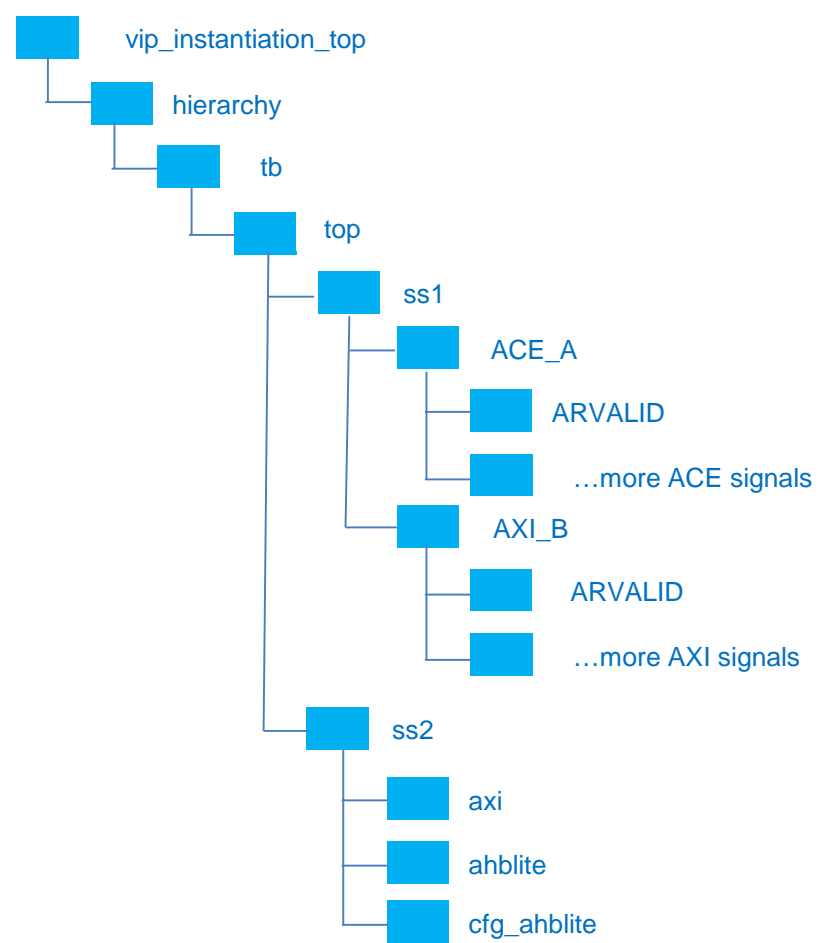 vip_instantiation_top
hierarchy
tb
top
ss1
ACE_A
ARVALID
…more ACE signals
AXI_B
ARVALID
…more AXI signals
ss2
axi
ahblite
cfg_ahblite